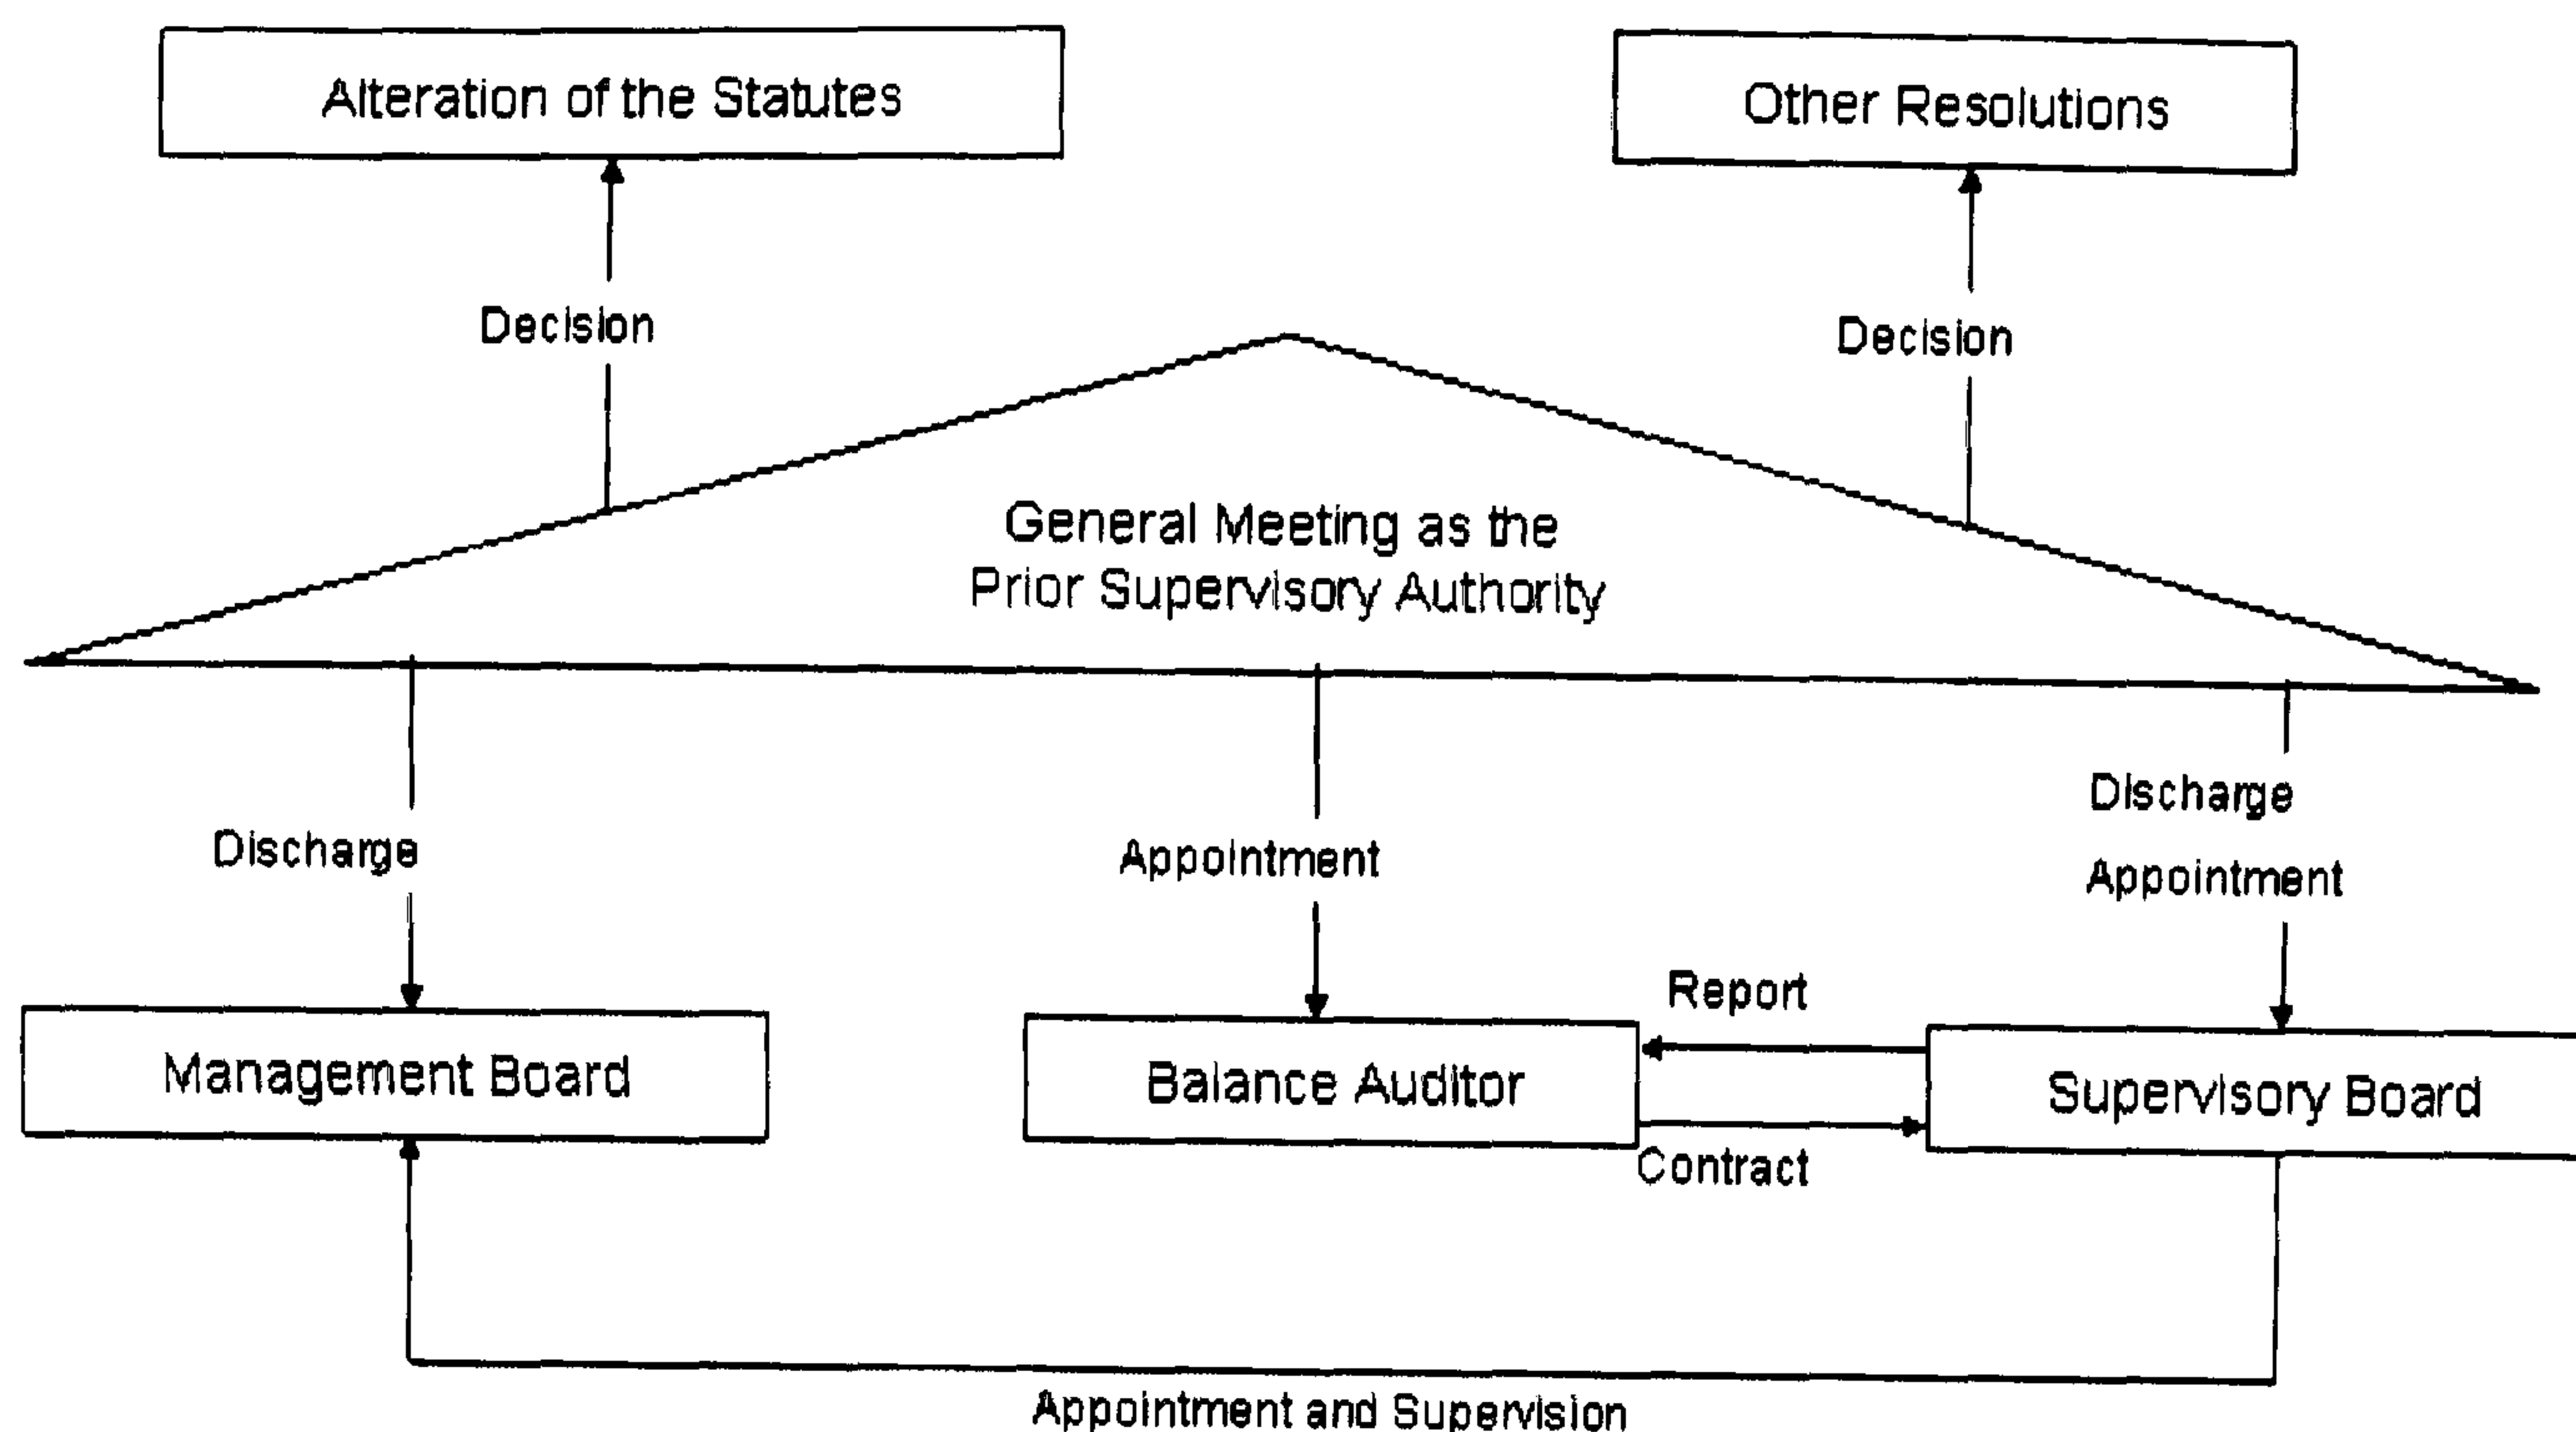 Alteration of the Statutes
Other Resolutions
Decision
Decision
General Meeting as the
Prior Supervisory Authority
Discharge
Appointment
Discharge
Appointment
Report
Management Board
Balance Auditor
Supervisory Board
Contract
Appointment and Supervision